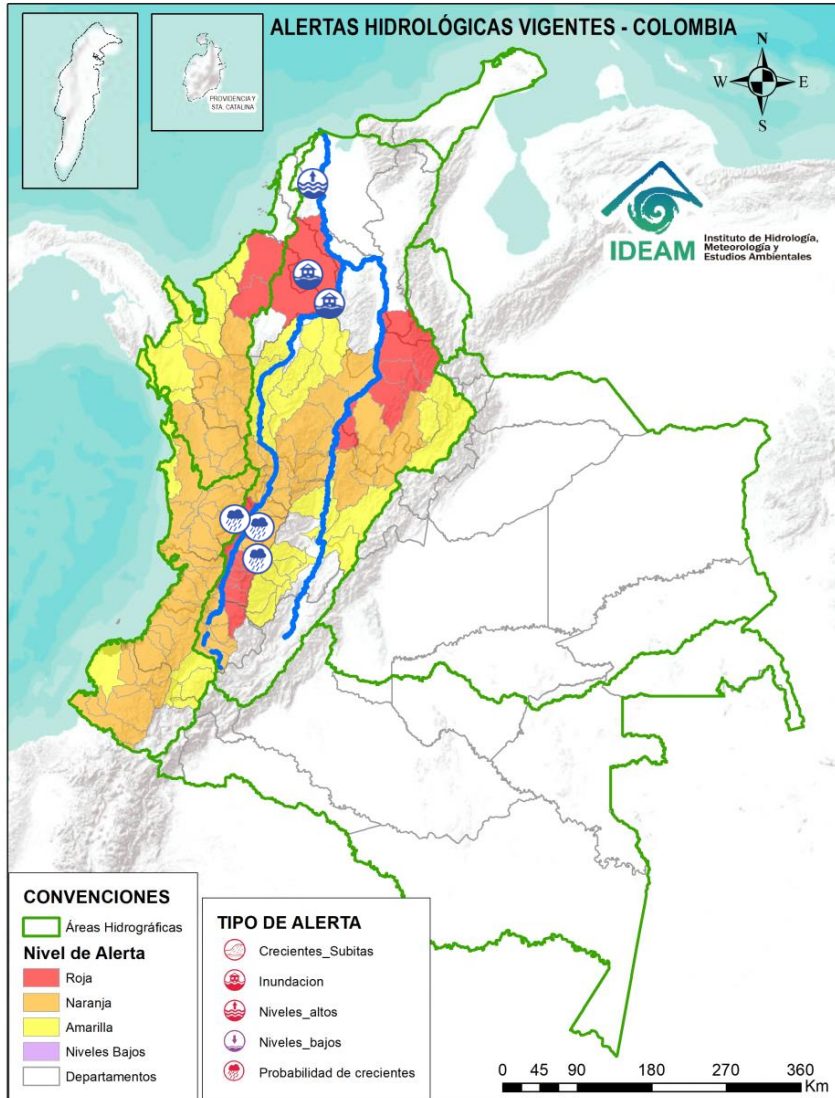 ALERTAS HIDROLÓGICAS VIGENTES - COLOMBIA
PROVIDENCIA Y
STA. CATALINA
N
W
E
S
IDEAM
Instituto de Hidrología,
Meteorología y
Estudios Ambientales
CONVENCIONES
Áreas Hidrográficas
Nivel de Alerta
Roja
Naranja
Amarilla
Niveles Bajos
Departamentos
TIPO DE ALERTA
Crecientes_Subitas
Inundacion
Niveles_altos
Niveles_bajos
Probabilidad de crecientes
0 45 90 180 270 360
Km